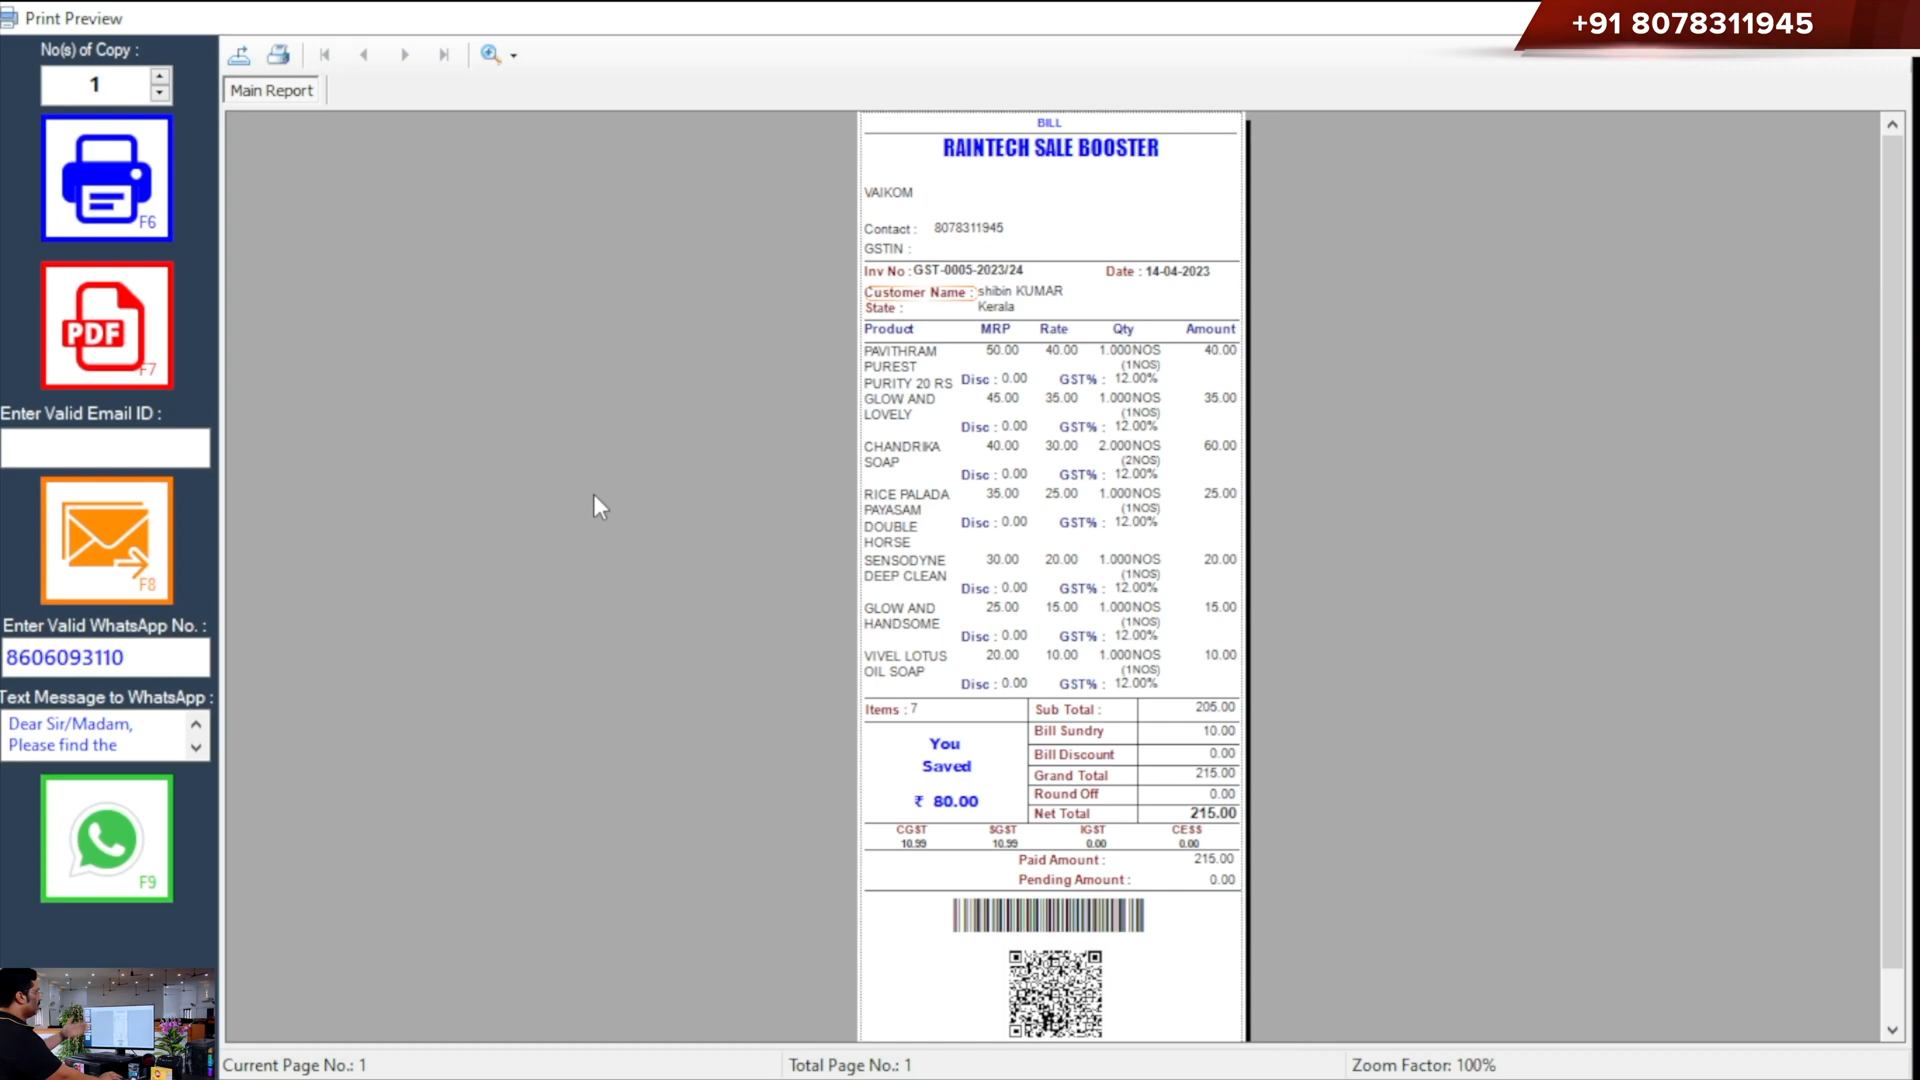 Print Preview
+91 8078311945
No(s) of Copy :
1
Main Report
F6
PDF
F7
Enter Valid Email ID :
F8
Enter Valid WhatsApp No. :
8606093110
Text Message to WhatsApp :
Dear Sir/Madam,
Please find the
F9
BILL
RAINTECH SALE BOOSTER
VAIKOM
Contact : 8078311945
GSTIN :
Inv No : GST-0005-2023/24 Date : 14-04-2023
Customer Name : shibin KUMAR
State : Kerala
Product MRP Rate Qty Amount
PAVITHRAM 50.00 40.00 1.000NOS 40.00
PUREST (1NOS)
PURITY 20 RS Disc : 0.00 GST% : 12.00%
GLOW AND 45.00 35.00 1.000NOS 35.00
LOVELY (1NOS)
Disc : 0.00 GST% : 12.00%
CHANDRIKA 40.00 30.00 2.000NOS 60.00
SOAP (2NOS)
Disc : 0.00 GST% : 12.00%
RICE PALADA 35.00 25.00 1.000NOS 25.00
PAYASAM (1NOS)
DOUBLE Disc : 0.00 GST% : 12.00%
HORSE
SENSODYNE 30.00 20.00 1.000NOS 20.00
DEEP CLEAN (1NOS)
Disc : 0.00 GST% : 12.00%
GLOW AND 25.00 15.00 1.000NOS 15.00
HANDSOME (1NOS)
Disc : 0.00 GST% : 12.00%
VIVEL LOTUS 20.00 10.00 1.000NOS 10.00
OIL SOAP (1NOS)
Disc : 0.00 GST% : 12.00%
Items : 7 Sub Total : 205.00
Bill Sundry 10.00
You Bill Discount 0.00
Saved Grand Total 215.00
₹ 80.00 Round Off 0.00
Net Total 215.00
CGST SGST IGST CESS
10.99 10.99 0.00 0.00
Paid Amount : 215.00
Pending Amount : 0.00
Current Page No.: 1 Total Page No.: 1 Zoom Factor: 100%